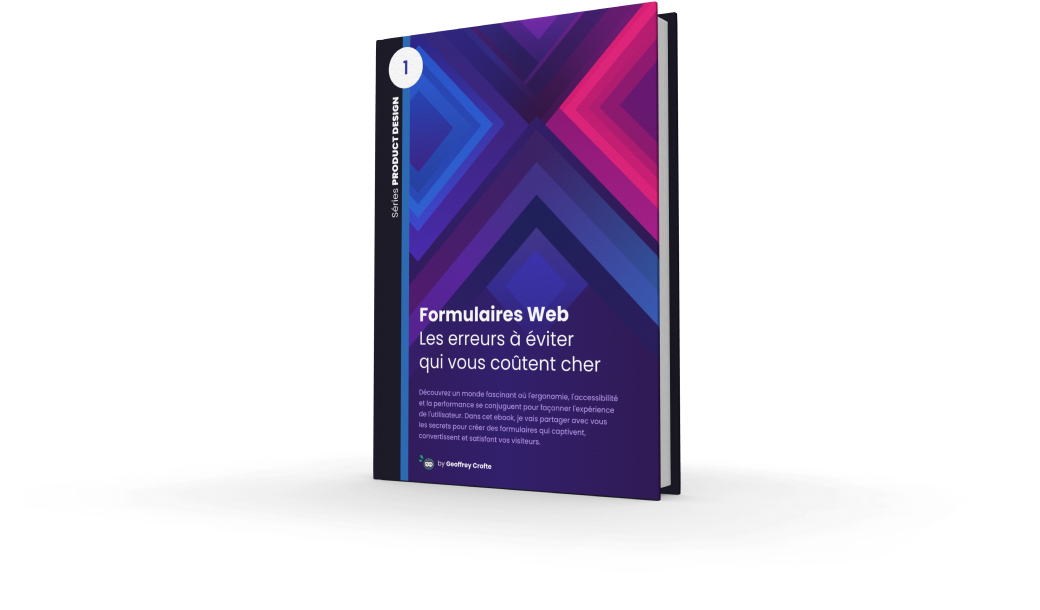 1
Séries PRODUCT DESIGN
Formulaires Web
Les erreurs à éviter
qui vous coûtent cher
Découvrez un monde fascinant où l'ergonomie, l'accessibilité
et la performance se conjuguent pour façonner l'expérience
de l'utilisateur. Dans cet ebook, je vais partager avec vous
les secrets pour créer des formulaires qui captivent,
convertissent et satisfont vos visiteurs.
by Geoffrey Crofte